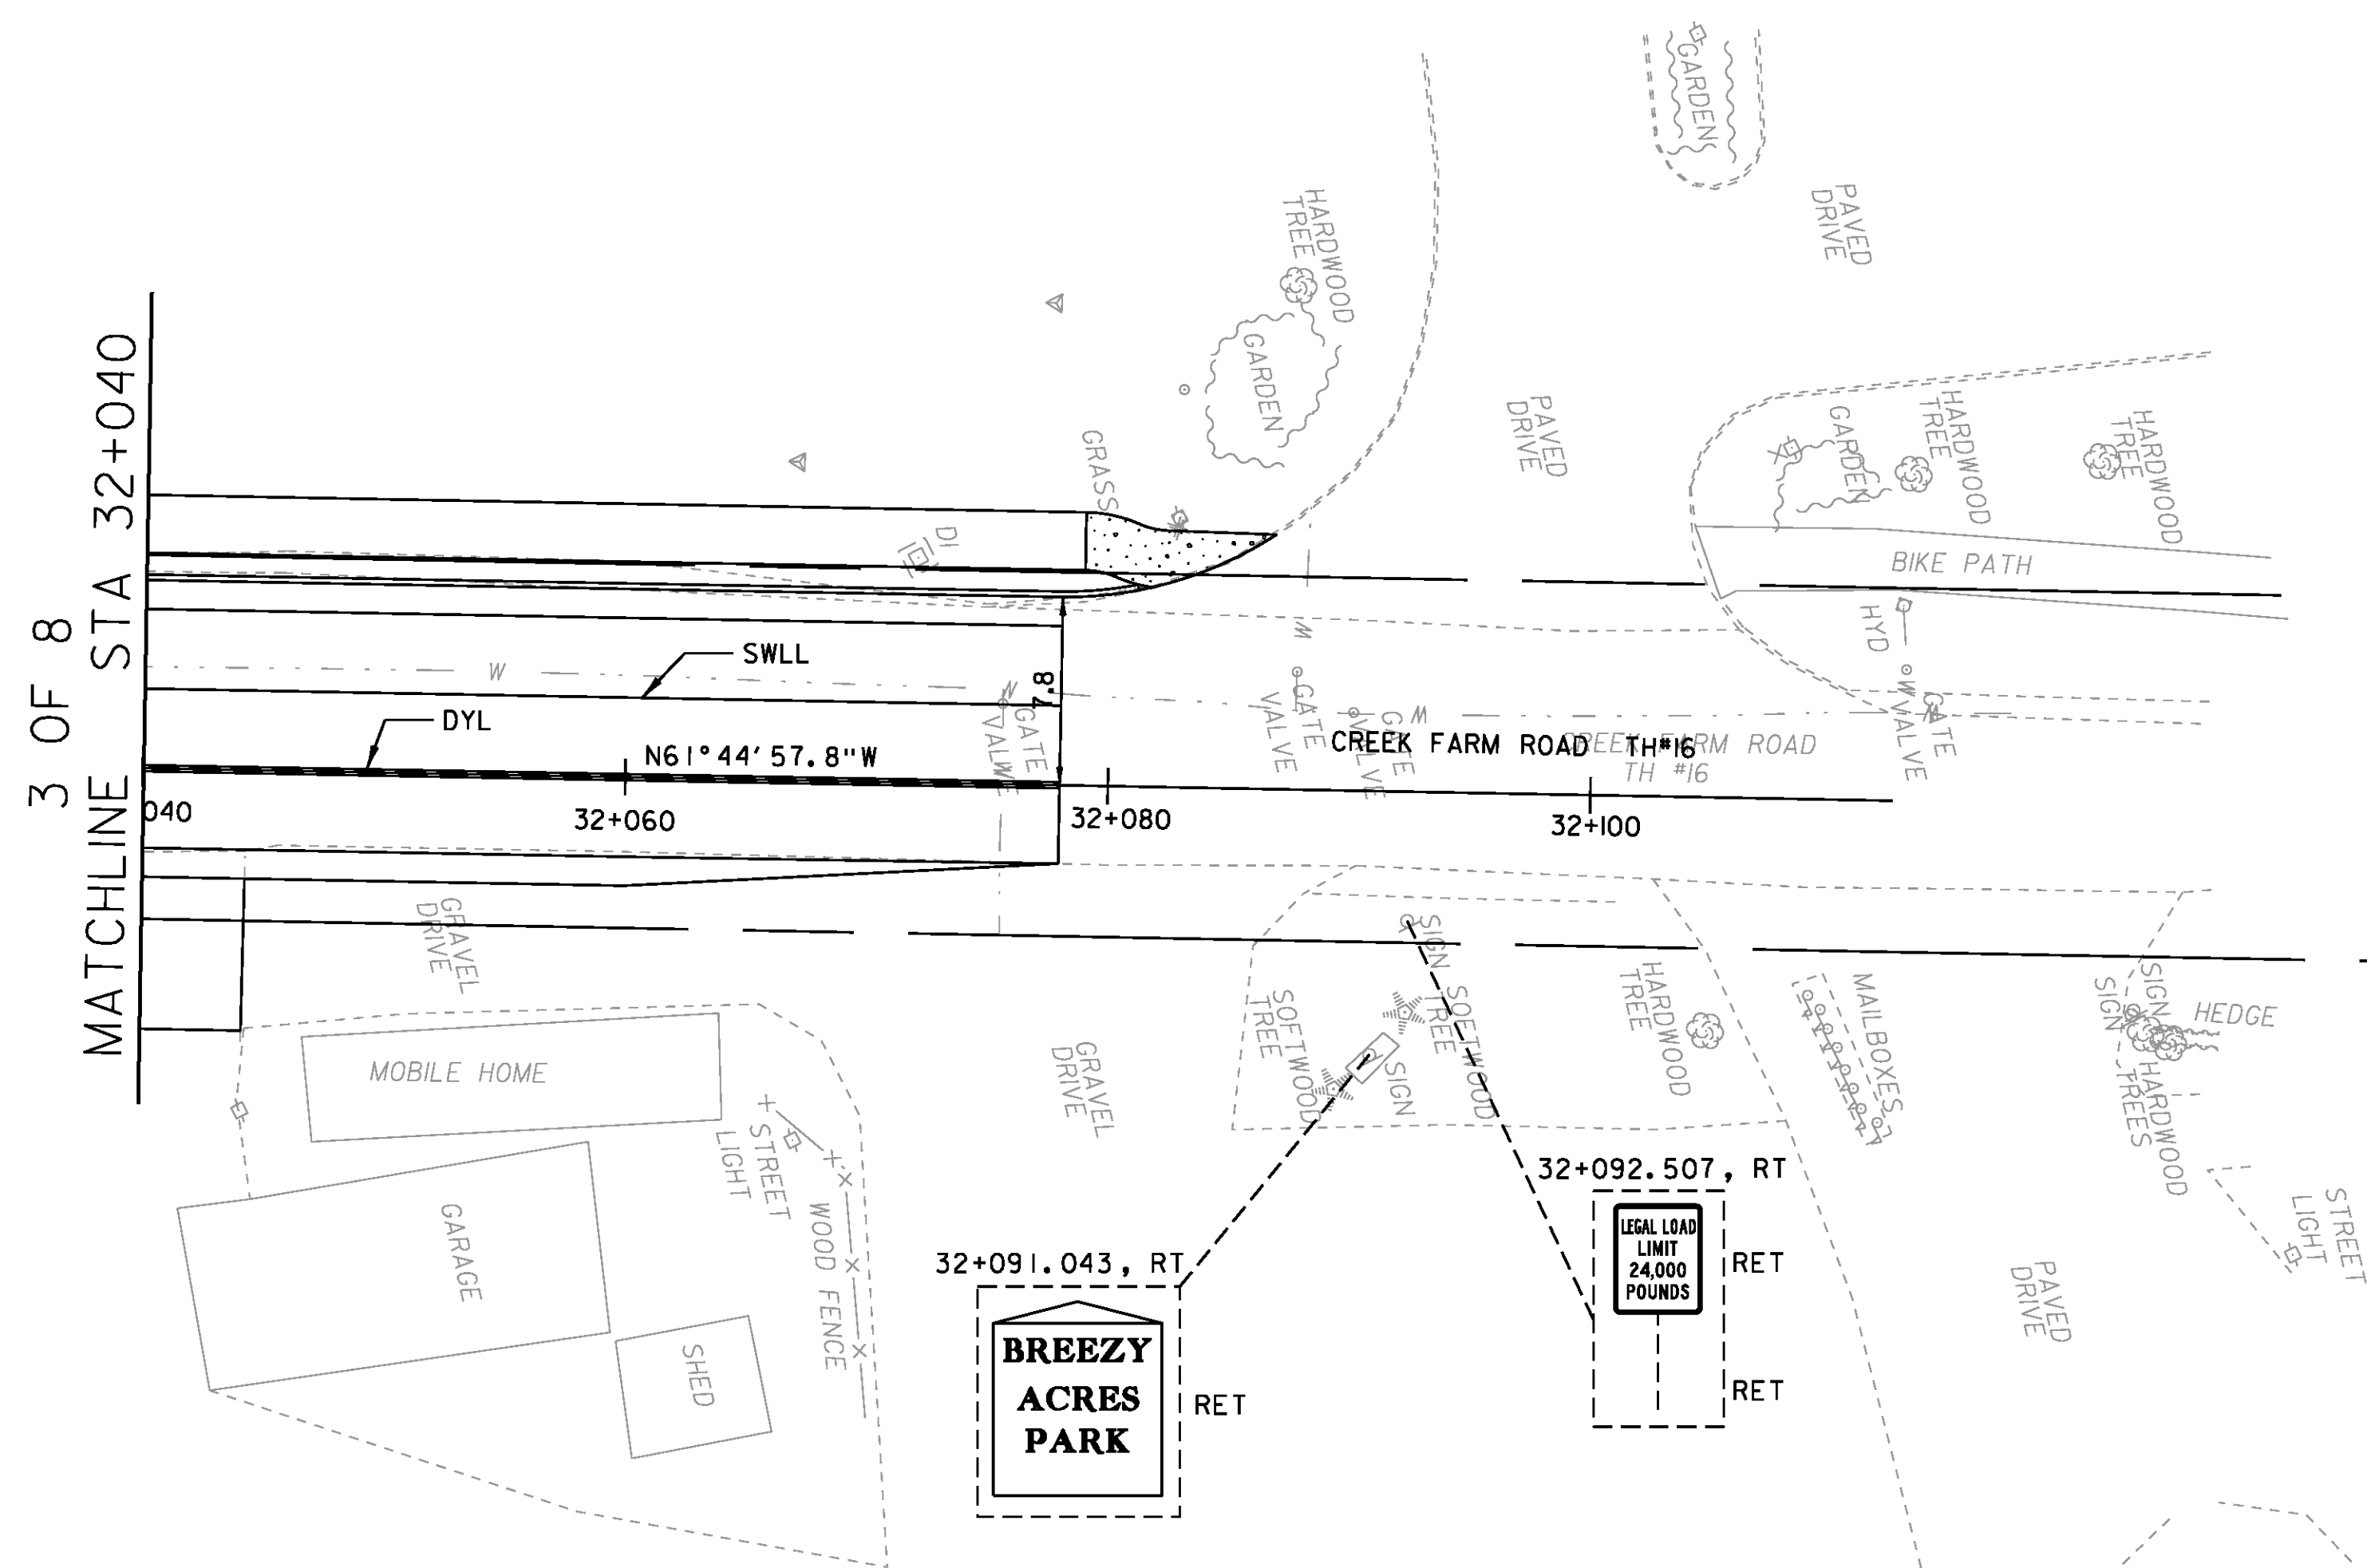 3 OF 8
MATCHLINE STA 32+040
GARDEN
PAVED
DRIVE
HARDWOOD
TREE
GARDEN
GRASS
PAVED
DRIVE
GARDEN
HARDWOOD
TREE
HARDWOOD
TREE
DI
BIKE PATH
HYD
W
SWLL
W
7.8
W
GATE
VALVE
W
GATE
VALVE
GATE
VALVE
W
W
W
GATE
VALVE
DYL
N61°44'57.8"W
CREEK FARM ROAD TH#16
CREEK FARM ROAD
TH #16
040
32+060
32+080
32+100
GRAVEL
DRIVE
SIGN
SOFTWOOD
TREE
SOFTWOOD
TREE
SIGN
HARDWOOD
TREE
MAILBOXES
SIGN
SIGN
HEDGE
HARDWOOD
TREES
MOBILE HOME
GRAVEL
DRIVE
STREET
LIGHT
WOOD FENCE
GARAGE
SHED
32+092.507, RT
LEGAL LOAD
LIMIT
24,000
POUNDS
RET
RET
32+091.043, RT
BREEZY
ACRES
PARK
RET
STREET
LIGHT
PAVED
DRIVE